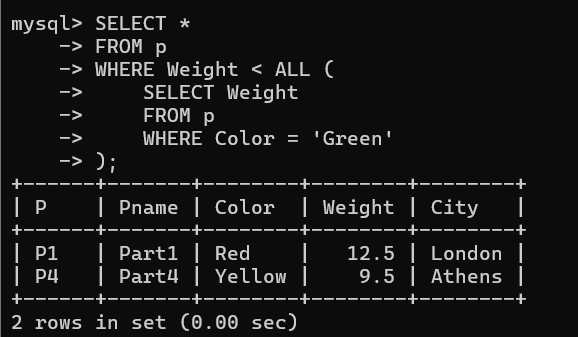 mysql> SELECT *
    -> FROM p
    -> WHERE Weight < ALL (
    ->     SELECT Weight
    ->     FROM p
    ->     WHERE Color = 'Green'
    -> );
+------+-------+--------+--------+--------+
| P    | Pname | Color  | Weight | City   |
+------+-------+--------+--------+--------+
| P1   | Part1 | Red    |   12.5 | London |
| P4   | Part4 | Yellow |    9.5 | Athens |
+------+-------+--------+--------+--------+
2 rows in set (0.00 sec)